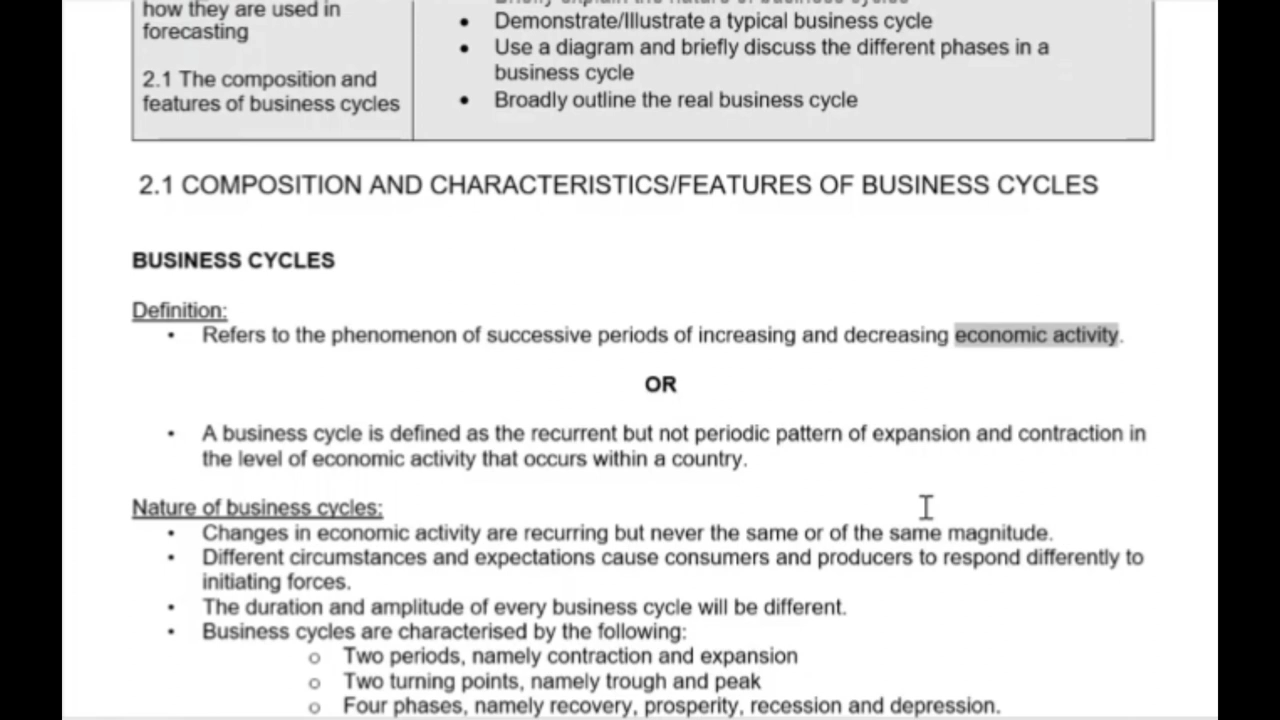 how they are used in
forecasting
2.1 The composition and
features of business cycles
Briefly explain the nature of business cycles
• Demonstrate/Illustrate a typical business cycle
• Use a diagram and briefly discuss the different phases in a
business cycle
• Broadly outline the real business cycle
2.1 COMPOSITION AND CHARACTERISTICS/FEATURES OF BUSINESS CYCLES
BUSINESS CYCLES
Definition:
• Refers to the phenomenon of successive periods of increasing and decreasing economic activity.
OR
• A business cycle is defined as the recurrent but not periodic pattern of expansion and contraction in
the level of economic activity that occurs within a country.
Nature of business cycles:
• Changes in economic activity are recurring but never the same or of the same magnitude.
• Different circumstances and expectations cause consumers and producers to respond differently to
initiating forces.
• The duration and amplitude of every business cycle will be different.
• Business cycles are characterised by the following:
o Two periods, namely contraction and expansion
o Two turning points, namely trough and peak
o Four phases, namely recovery, prosperity, recession and depression.